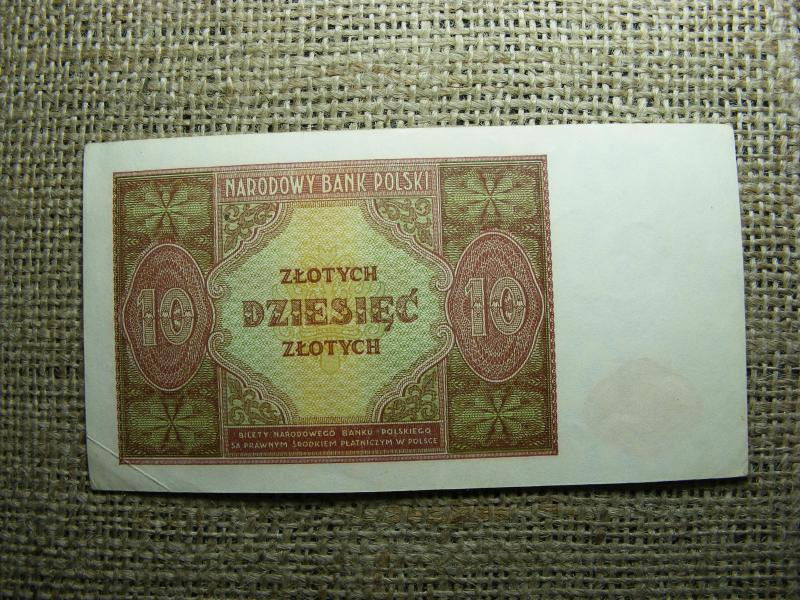 NARODOWY BANK POLSKI
ZŁOTYCH
10 DZIESIĘĆ 10
ZŁOTYCH
BILETY NARODOWEGO BANKU POLSKIEGO
SĄ PRAWNYM ŚRODKIEM PŁATNICZYM W POLSCE